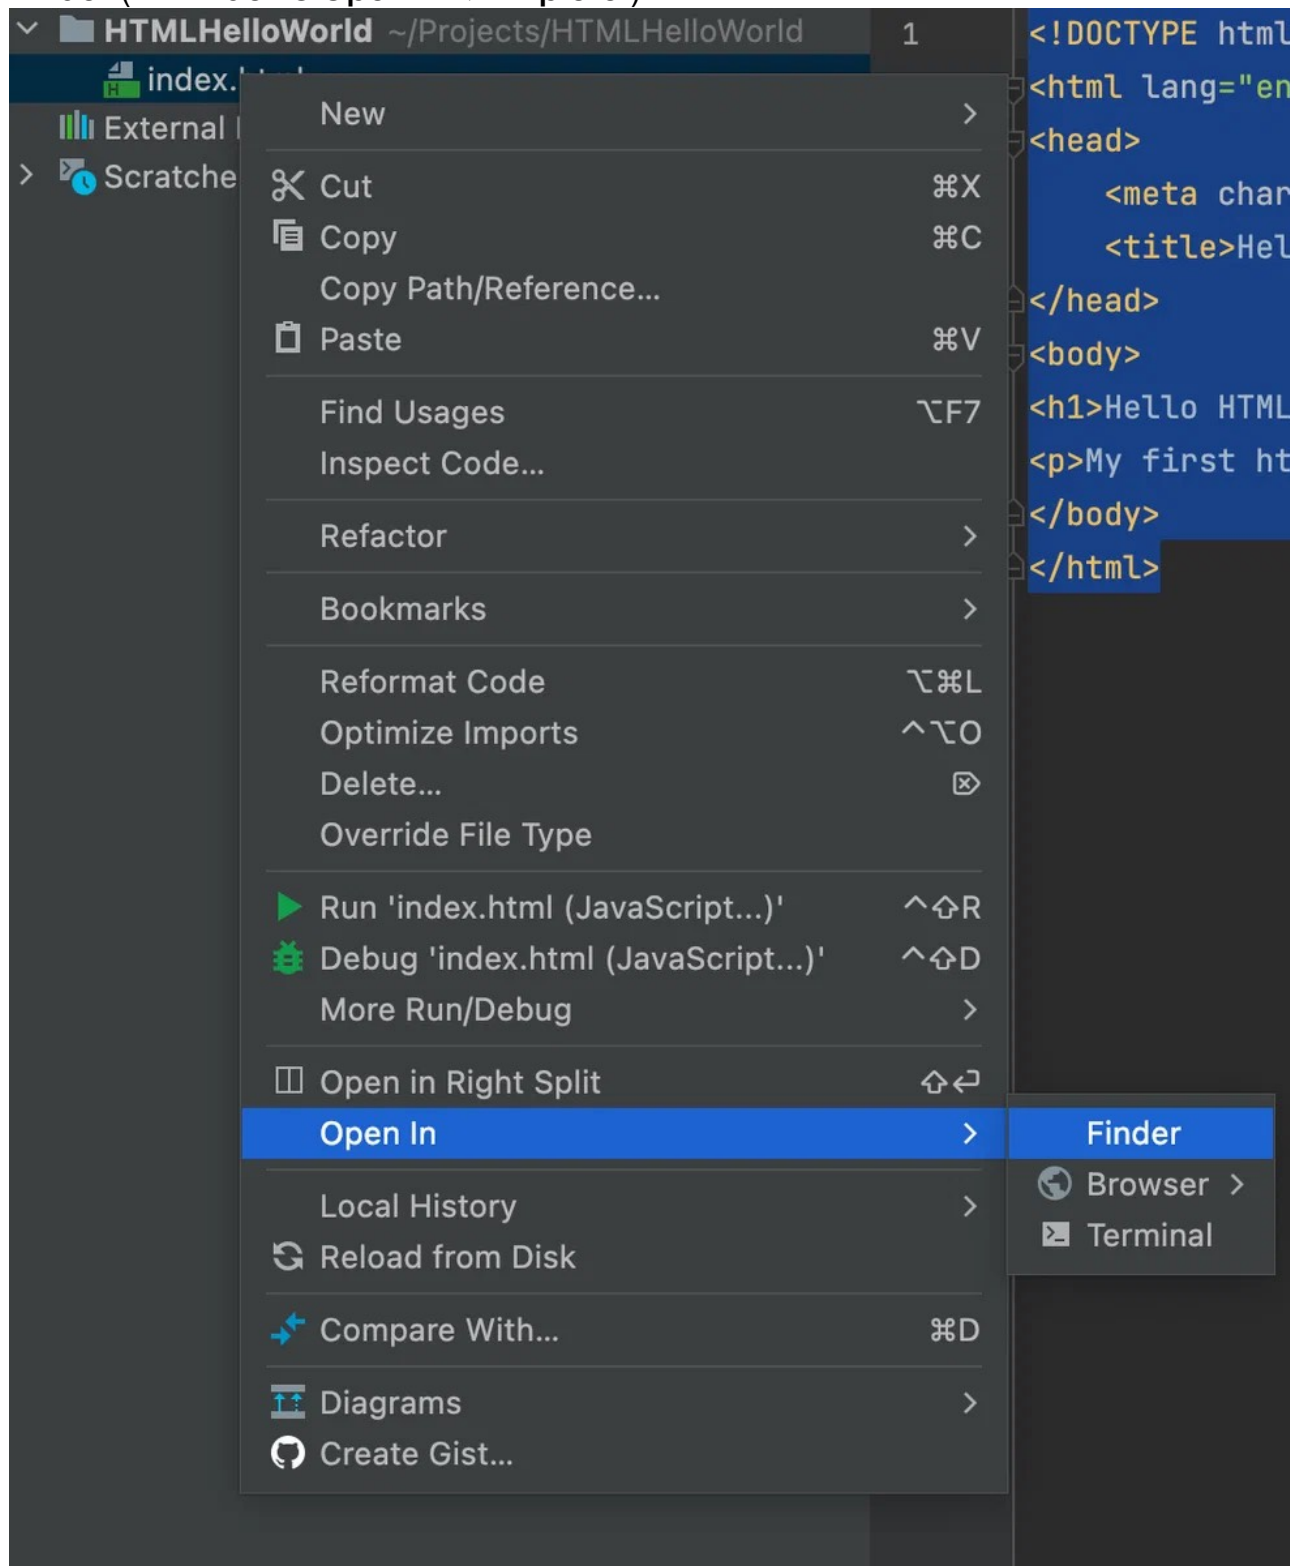 HTMLHelloWorld ~/Projects/HTMLHelloWorld
index.
External
Scratche
New
Cut ⌘X
Copy ⌘C
Copy Path/Reference...
Paste ⌘V
Find Usages ⌥F7
Inspect Code...
Refactor
Bookmarks
Reformat Code ⌥⌘L
Optimize Imports ^⌥O
Delete... ⌦
Override File Type
Run 'index.html (JavaScript...)' ^⇧R
Debug 'index.html (JavaScript...)' ^⇧D
More Run/Debug
Open in Right Split ⇧↩
Open In
Local History
Reload from Disk
Compare With... ⌘D
Diagrams
Create Gist...
Finder
Browser
Terminal
1 <!DOCTYPE html
<html lang="en
<head>
<meta char
<title>Hel
</head>
<body>
<h1>Hello HTML
<p>My first ht
</body>
</html>